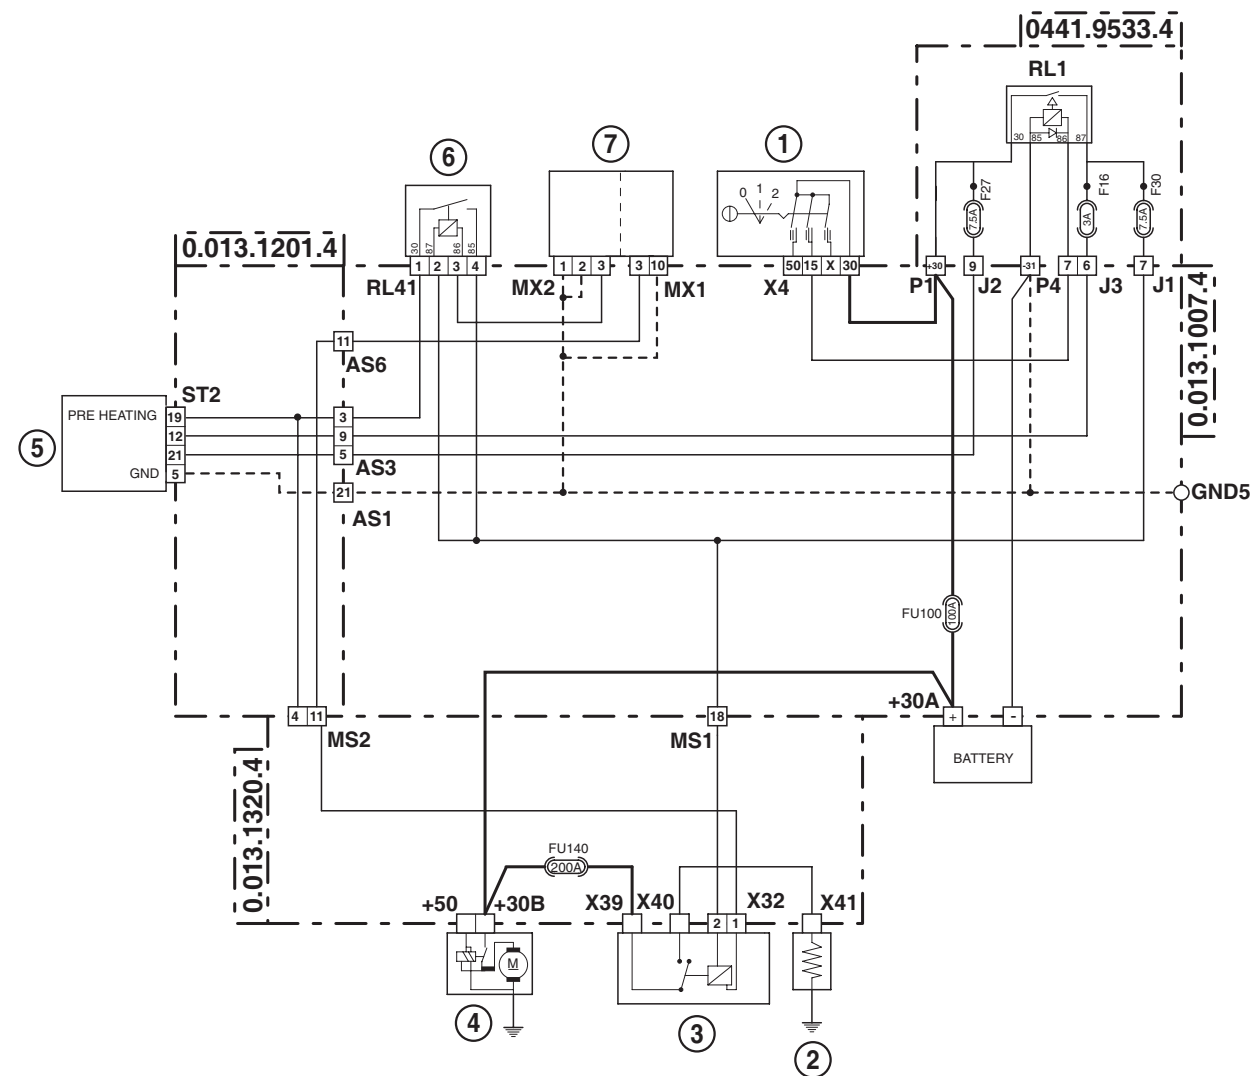 0441.9533.4
RL1
30 85 86 87
6
7
1
0 1 2
F27
7.5A
F16
3A
F30
7.5A
30 87 86 85
0.013.1201.4
1 2 3 4
1 2 3
3 10
50 15 X 30
+30
9
-31
7 6
7
RL41
MX2
MX1
X4
P1
J2
P4
J3
J1
0.013.1007.4
11
AS6
ST2
PRE HEATING
19
3
5
12
9
21
5
AS3
GND
5
21
AS1
GND5
FU100
100A
+30A
4 11
MS2
18
MS1
+
-
BATTERY
0.013.1320.4
FU140
200A
+50
+30B
X39
X40
2 1
X32
X41
M
4
3
2